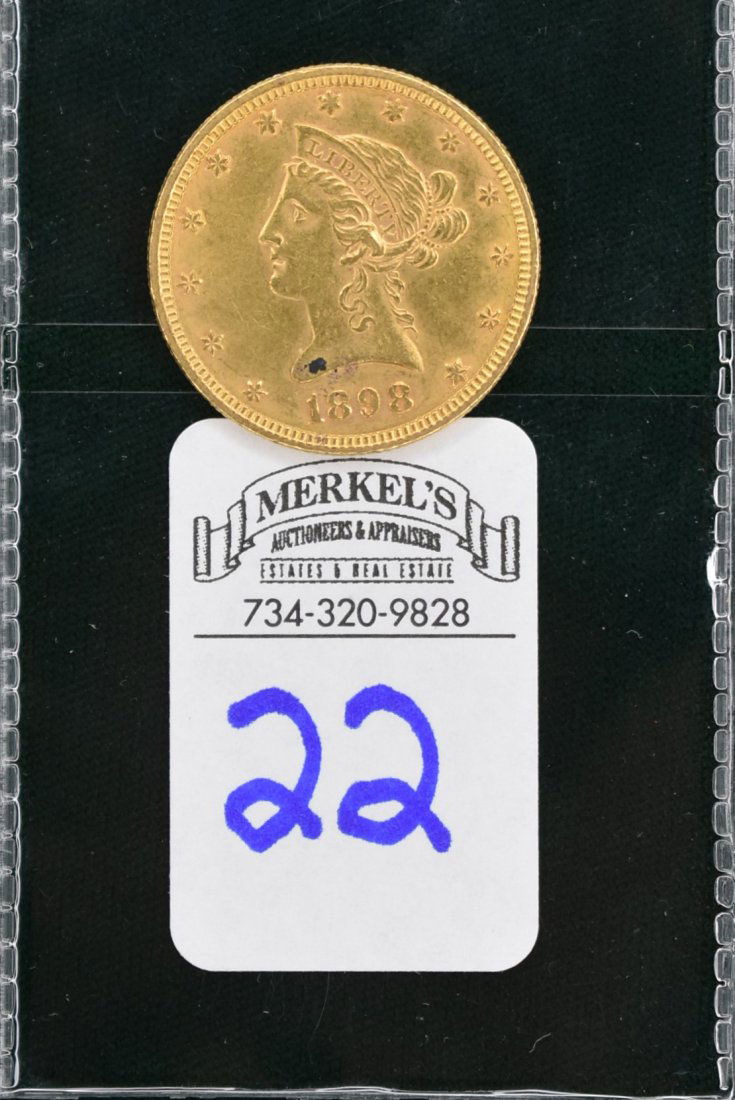 LIBERTY
1898
MERKEL'S
AUCTIONEERS & APPRAISERS
ESTATES & REAL ESTATE
734-320-9828
22